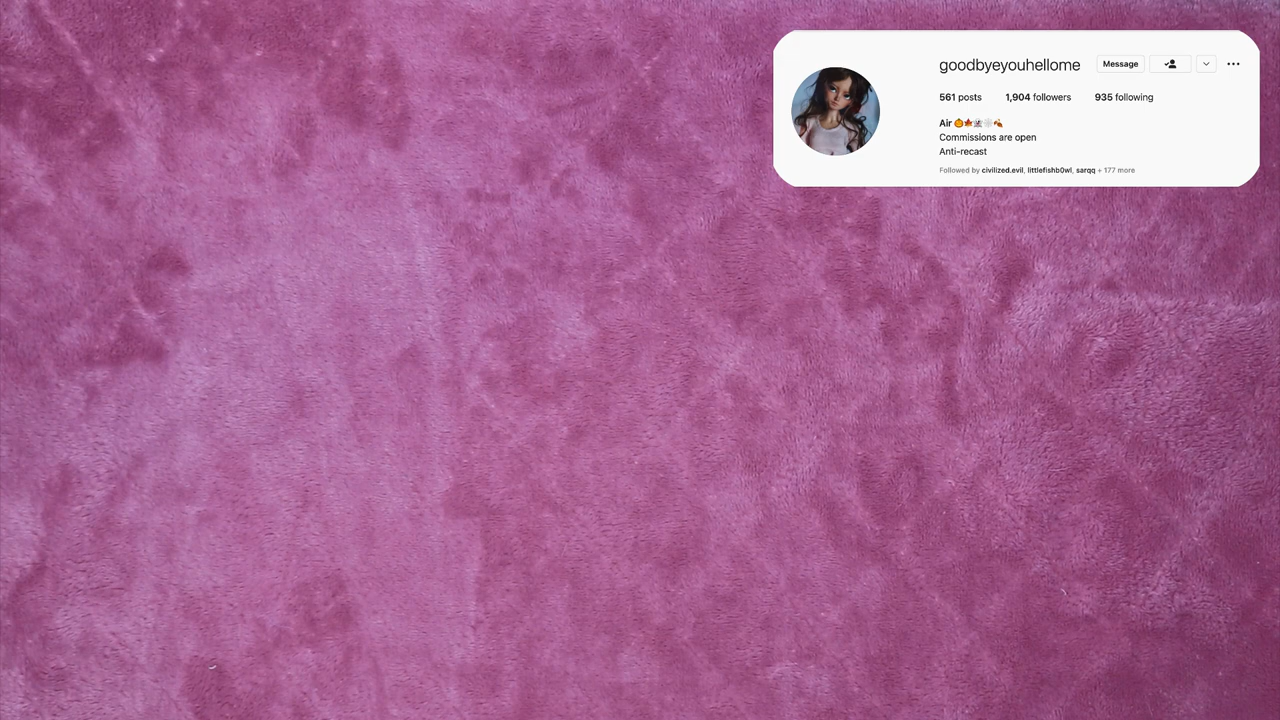 goodbyeyouhellome Message
561 posts 1,904 followers 935 following
Air 🎃🍁🕸🍂
Commissions are open
Anti-recast
Followed by civilized.evil, littlefishb0wl, sarqq + 177 more